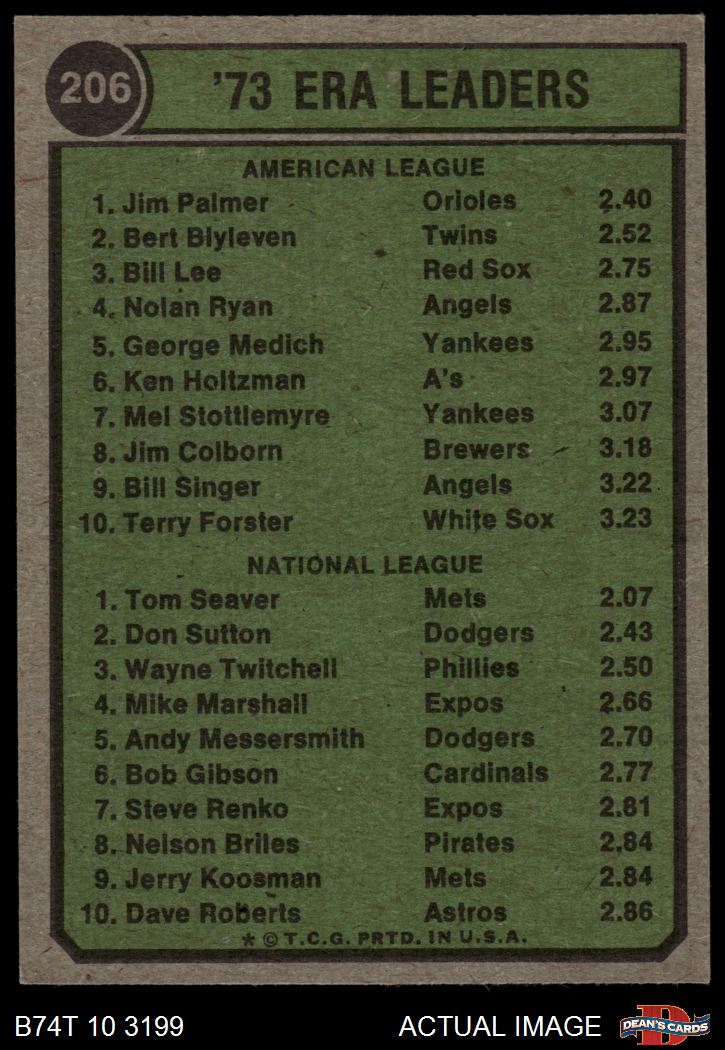 206
'73 ERA LEADERS
AMERICAN LEAGUE
1. Jim Palmer Orioles 2.40
2. Bert Blyleven Twins 2.52
3. Bill Lee Red Sox 2.75
4. Nolan Ryan Angels 2.87
5. George Medich Yankees 2.95
6. Ken Holtzman A's 2.97
7. Mel Stottlemyre Yankees 3.07
8. Jim Colborn Brewers 3.18
9. Bill Singer Angels 3.22
10. Terry Forster White Sox 3.23
NATIONAL LEAGUE
1. Tom Seaver Mets 2.07
2. Don Sutton Dodgers 2.43
3. Wayne Twitchell Phillies 2.50
4. Mike Marshall Expos 2.66
5. Andy Messersmith Dodgers 2.70
6. Bob Gibson Cardinals 2.77
7. Steve Renko Expos 2.81
8. Nelson Briles Pirates 2.84
9. Jerry Koosman Mets 2.84
10. Dave Roberts Astros 2.86
* © T.C.G. PRTD. IN U.S.A.
B74T 10 3199 ACTUAL IMAGE
D
DEAN'S CARDS